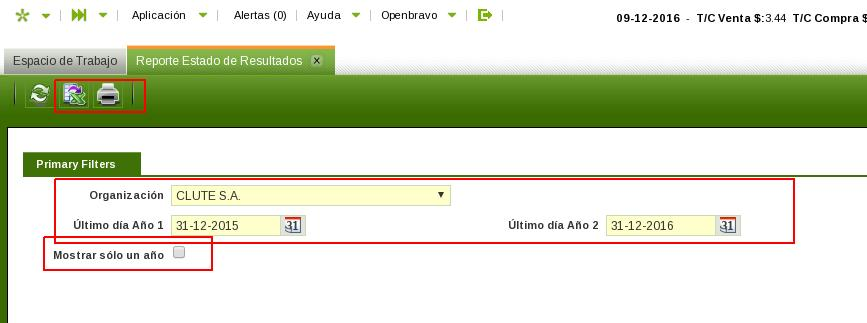 Aplicación Alertas (0) Ayuda Openbravo 09-12-2016 - T/C Venta $:3.44 T/C Compra $
Espacio de Trabajo Reporte Estado de Resultados x
Primary Filters
Organización CLUTE S.A.
Último día Año 1 31-12-2015 31 Último día Año 2 31-12-2016 31
Mostrar sólo un año